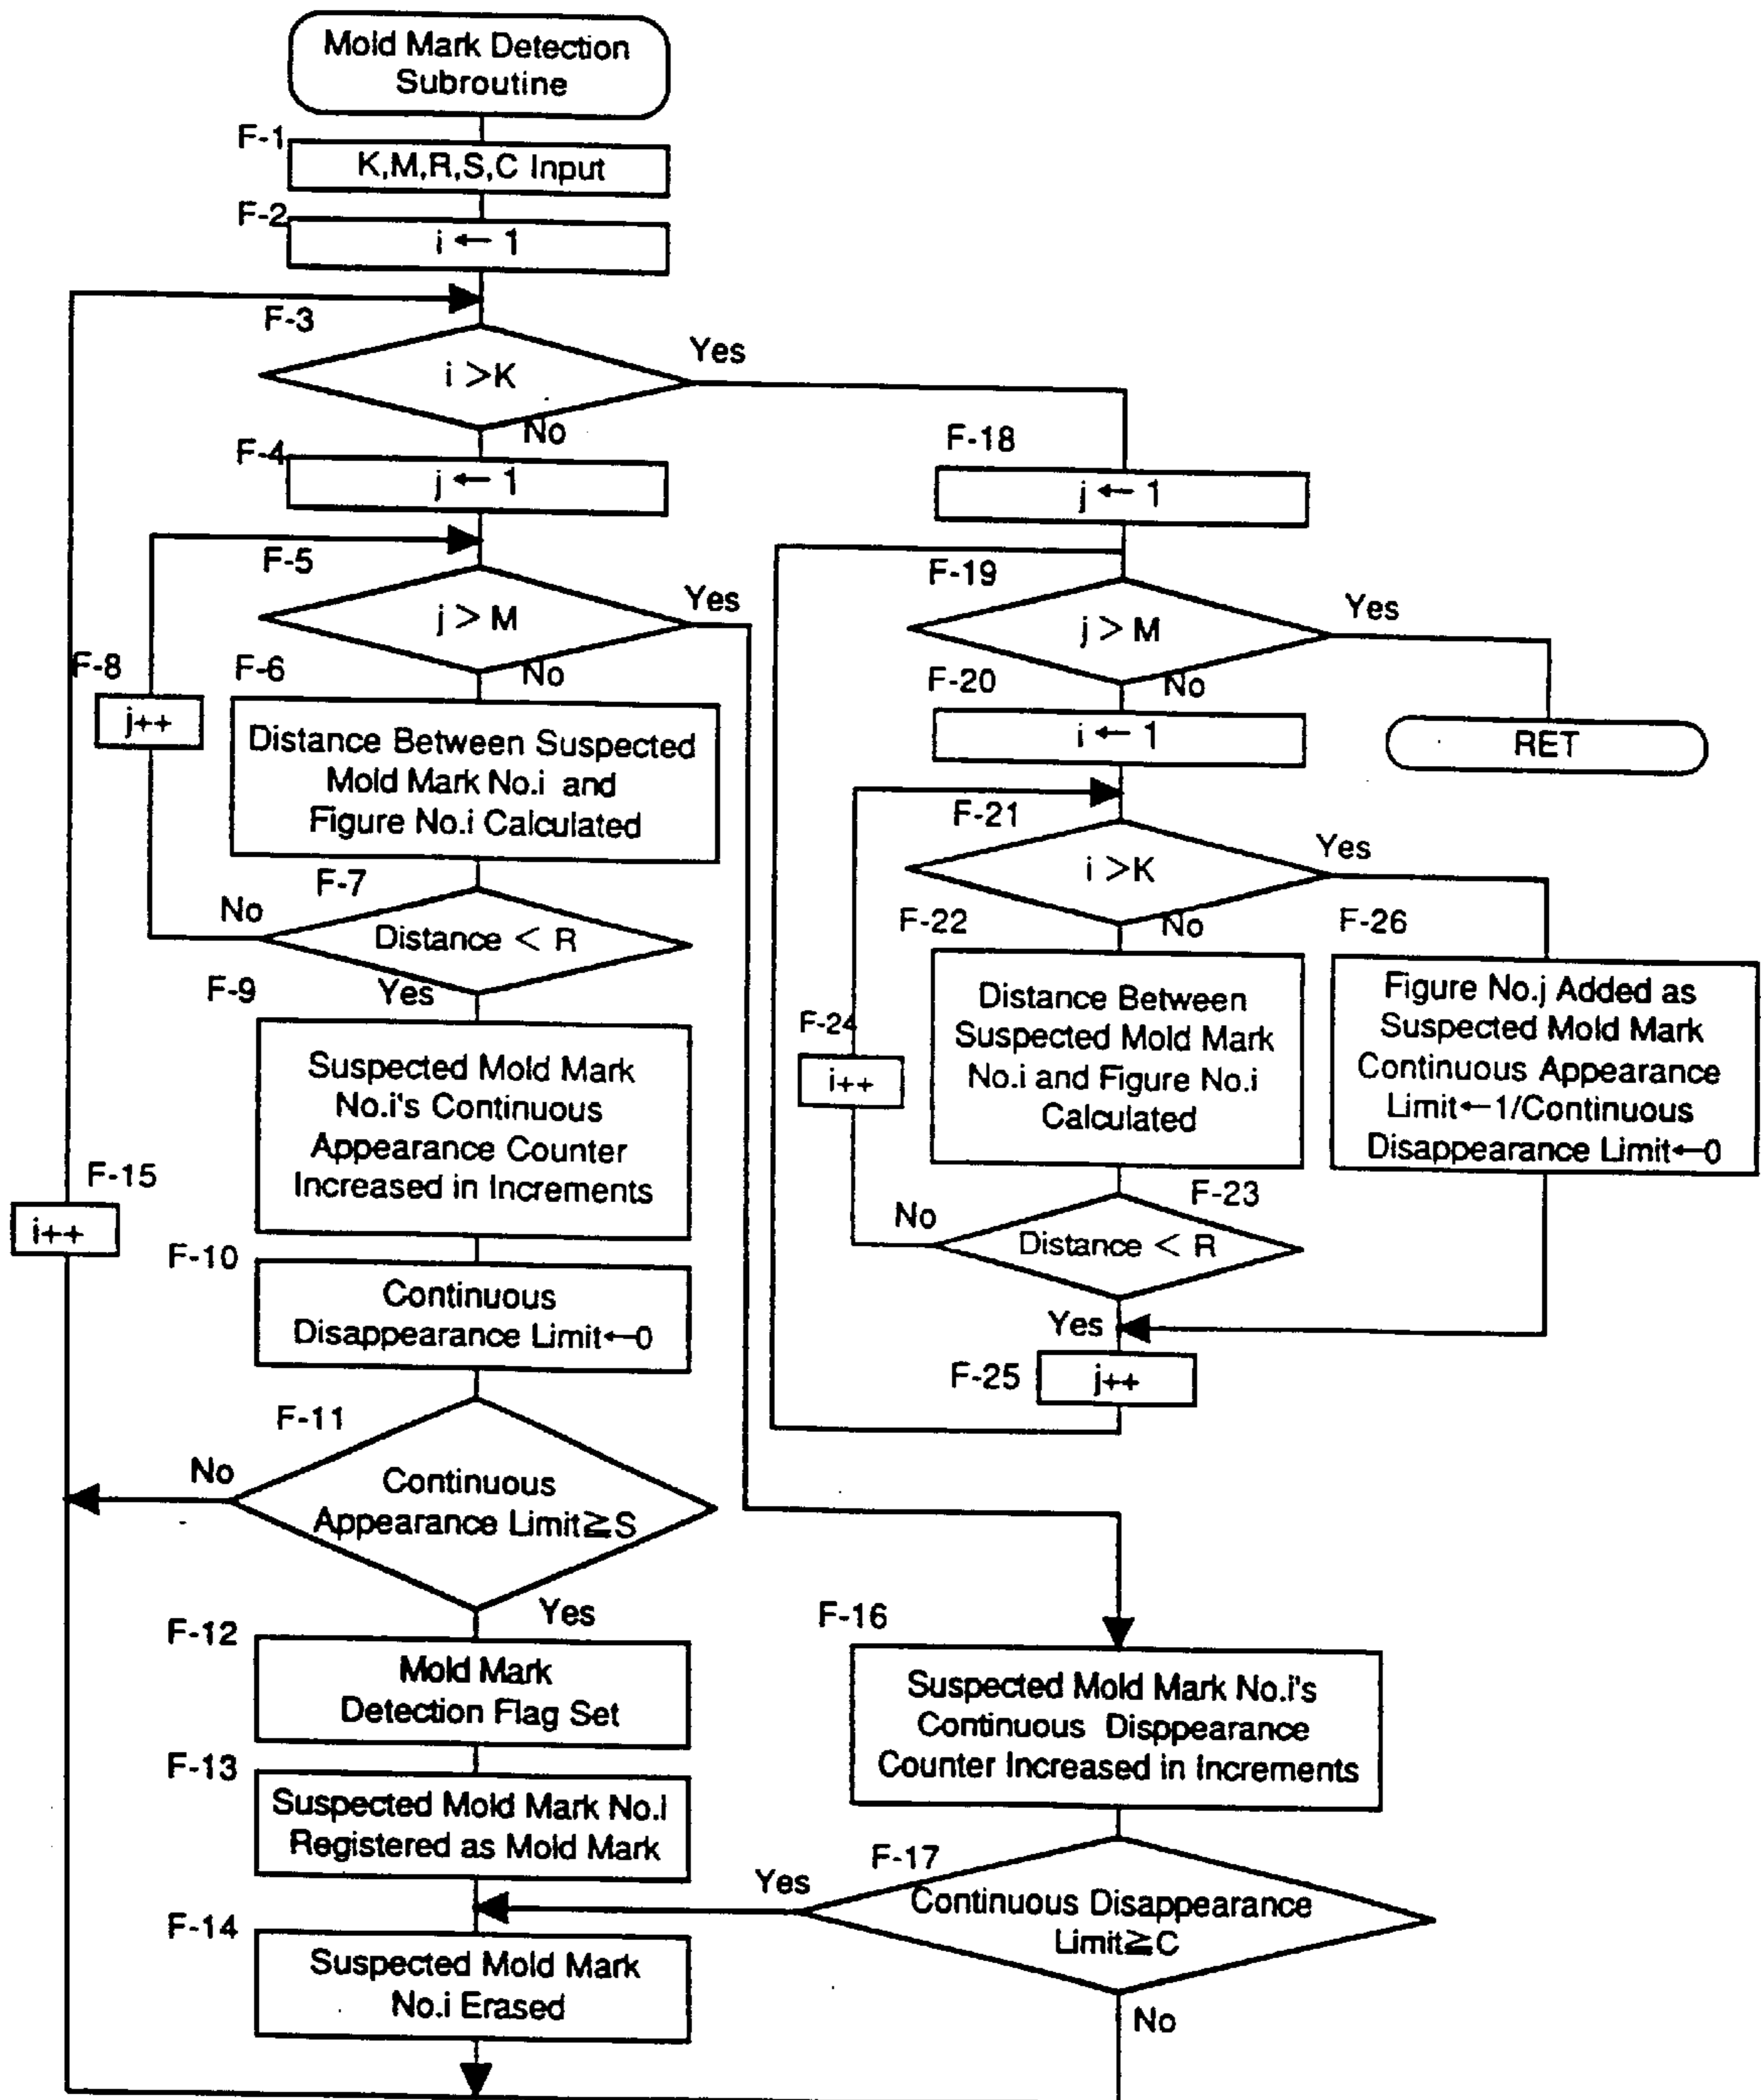 Mold Mark Detection
Subroutine
F-1
K,M,R,S,C Input
F-2
i ← 1
F-3
i >K
Yes
No
F-4
j ← 1
F-5
j > M
Yes
No
F-8
j++
F-6
Distance Between Suspected
Mold Mark No.i and
Figure No.i Calculated
F-7
No
Distance < R
Yes
F-9
Suspected Mold Mark
No.i's Continuous
Appearance Counter
Increased in Increments
F-15
i++
F-10
Continuous
Disappearance Limit←0
F-11
No
Continuous
Appearance Limit≧S
Yes
F-12
Mold Mark
Detection Flag Set
F-13
Suspected Mold Mark No.i
Registered as Mold Mark
F-14
Suspected Mold Mark
No.i Erased
F-16
Suspected Mold Mark No.i's
Continuous Disppearance
Counter Increased in Increments
F-17
Yes
Continuous Disappearance
Limit≧C
No
F-18
j ← 1
F-19
j > M
Yes
No
RET
F-20
i ← 1
F-21
i >K
Yes
No
F-22
Distance Between
Suspected Mold Mark
No.i and Figure No.i
Calculated
F-24
i++
F-23
No
Distance < R
Yes
F-25
j++
F-26
Figure No.j Added as
Suspected Mold Mark
Continuous Appearance
Limit←1/Continuous
Disappearance Limit←0